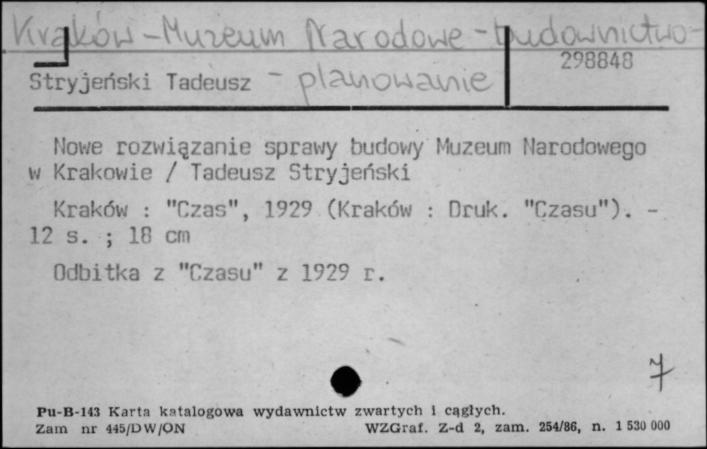 Kraków - Muzeum Narodowe - budownictwo -
298848
Stryjeński Tadeusz - planowanie
Nowe rozwiązanie sprawy budowy Muzeum Narodowego
w Krakowie / Tadeusz Stryjeński
Kraków : "Czas", 1929 (Kraków : Druk. "Czasu"). -
12 s. ; 18 cm
Odbitka z "Czasu" z 1929 r.
7
Pu-B-143 Karta katalogowa wydawnictw zwartych i ciągłych.
Zam nr 445/DW/ON WZGraf. Z-d 2, zam. 254/86, n. 1 530 000